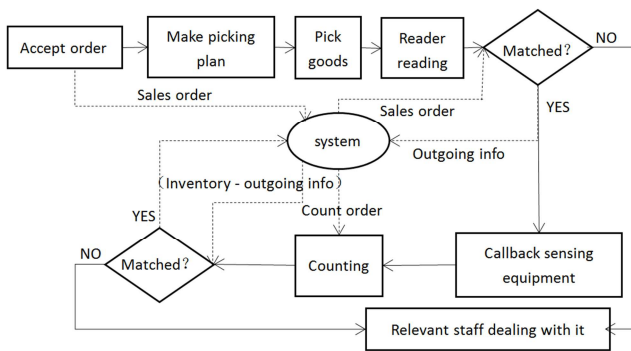 Accept order
Make picking
plan
Pick
goods
Reader
reading
Matched？
NO
Sales order
Sales order
YES
system
Outgoing info
（Inventory - outgoing info）
YES
Count order
NO
Matched？
Counting
Callback sensing
equipment
Relevant staff dealing with it